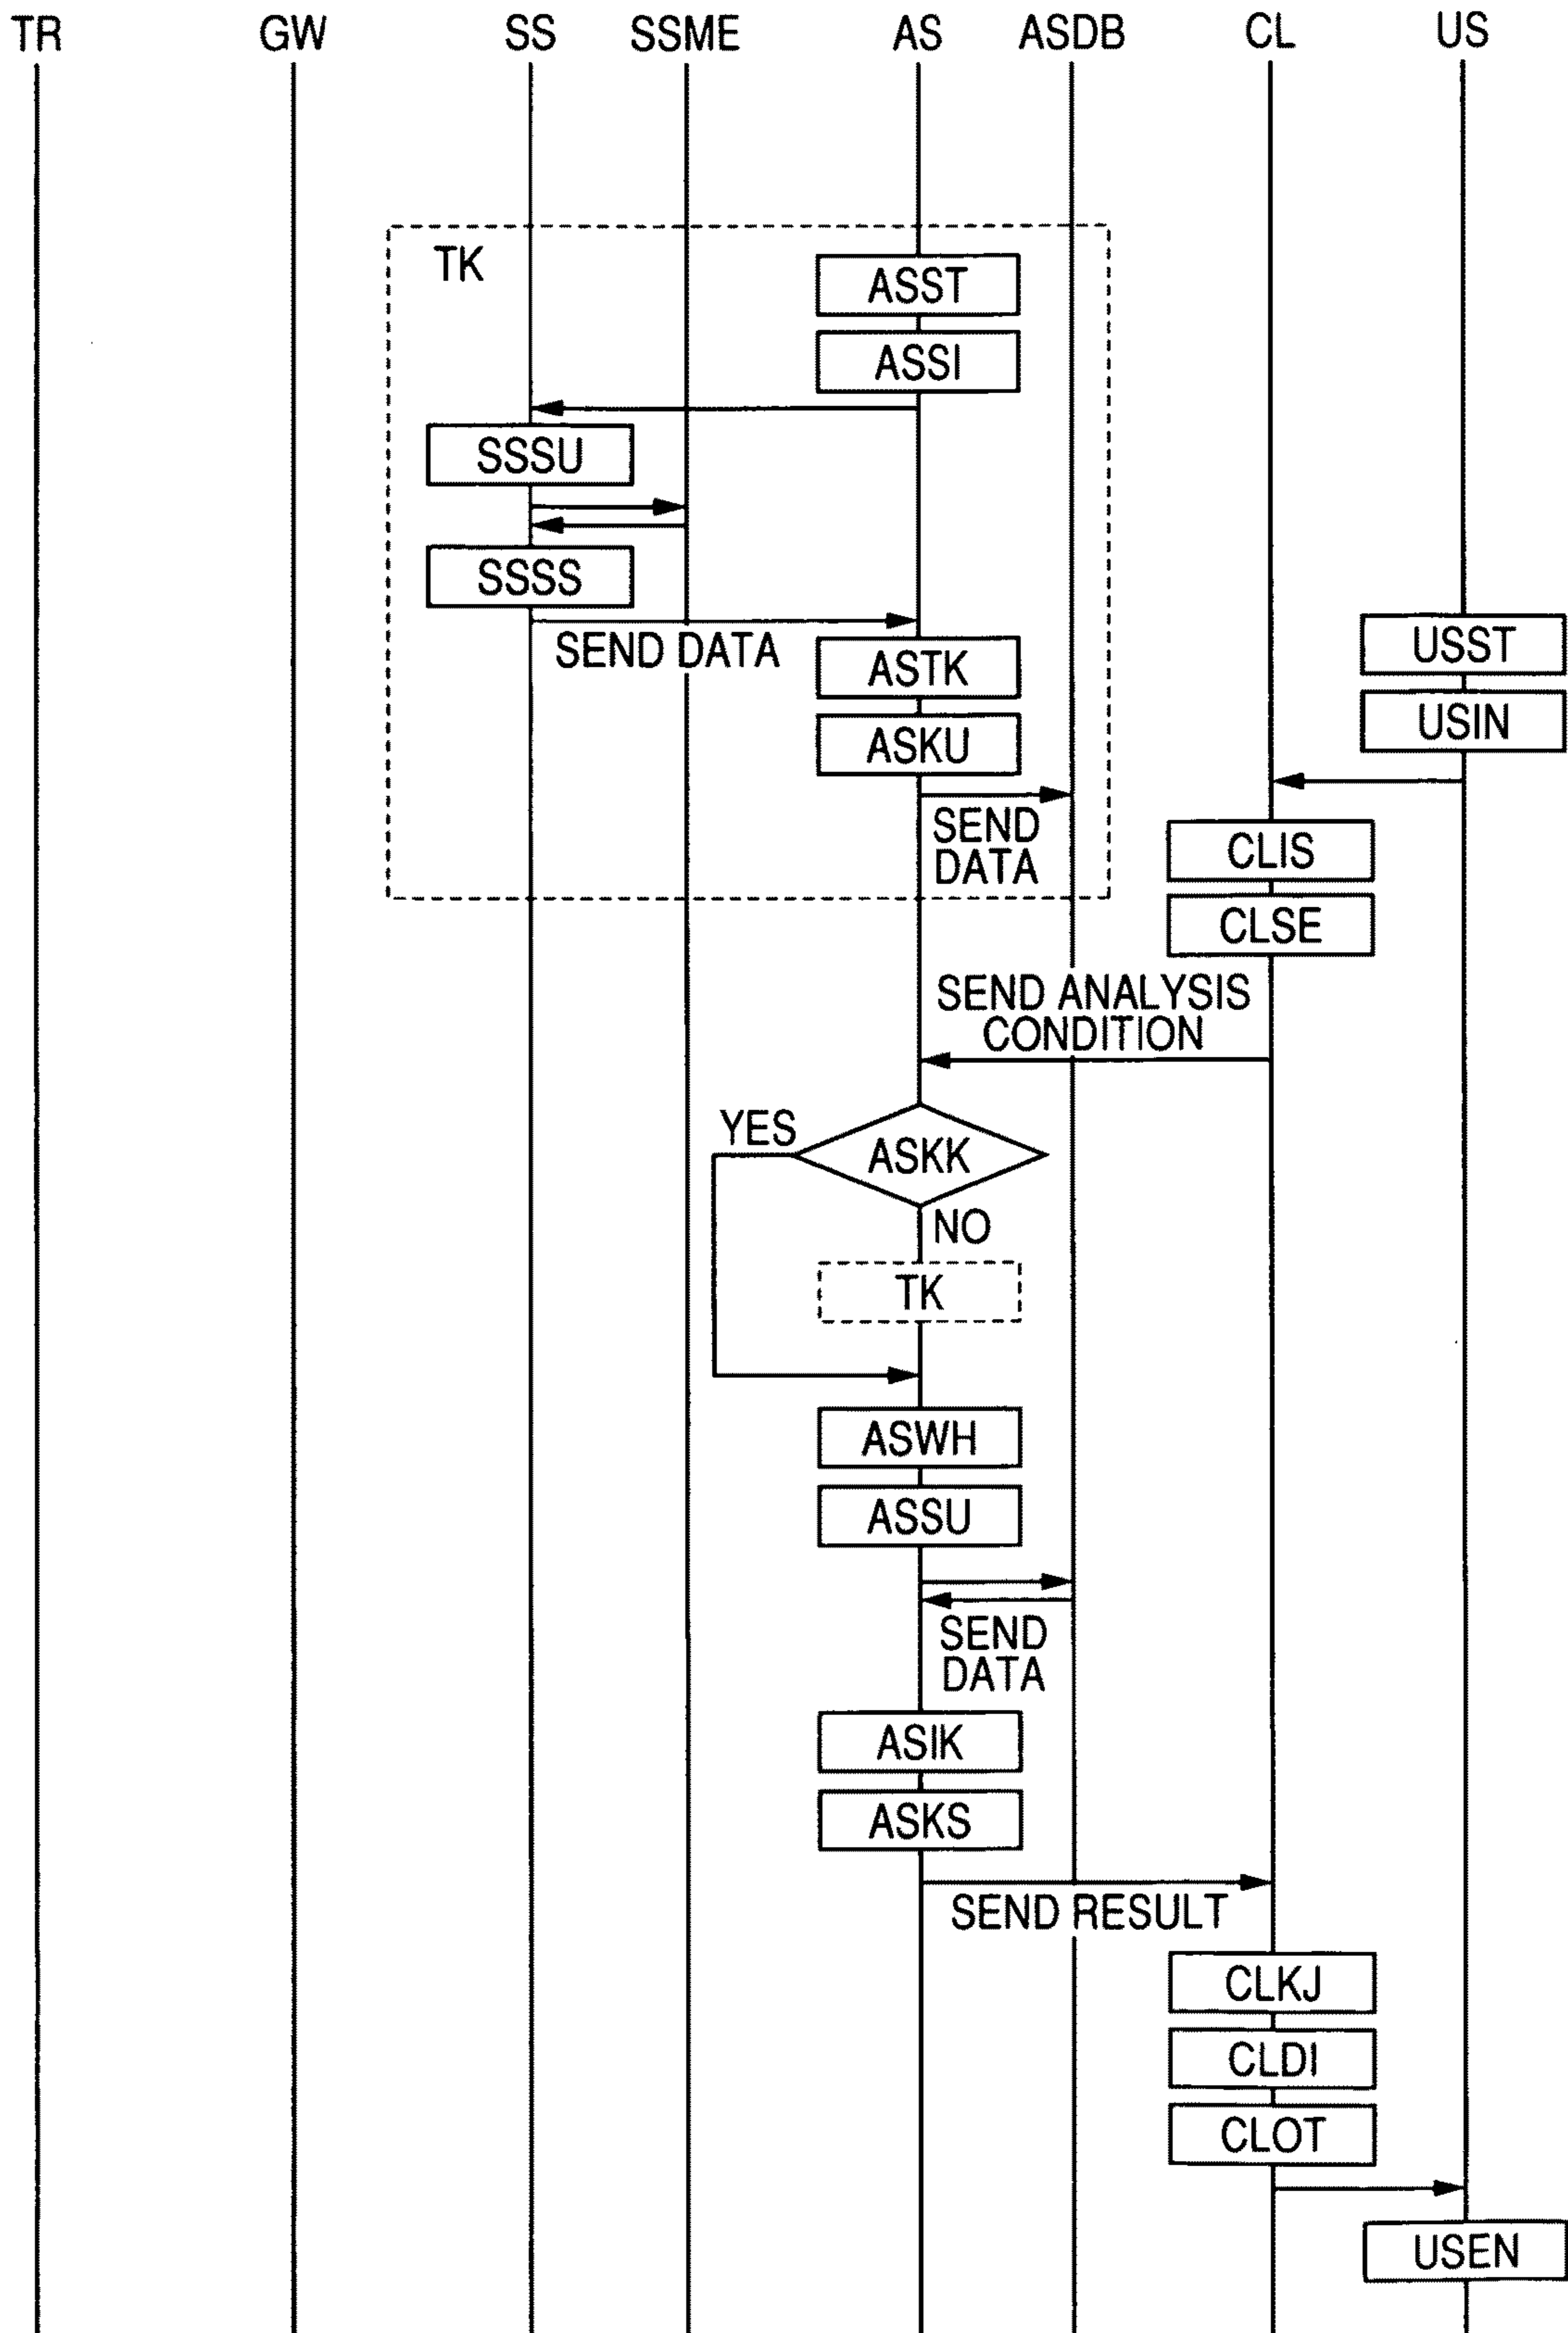 TR GW SS SSME AS ASDB CL US
TK
ASST
ASSI
SSSU
SSSS
SEND DATA
ASTK
ASKU
SEND
DATA
USST
USIN
CLIS
CLSE
SEND ANALYSIS
CONDITION
YES
ASKK
NO
TK
ASWH
ASSU
SEND
DATA
ASIK
ASKS
SEND RESULT
CLKJ
CLDI
CLOT
USEN